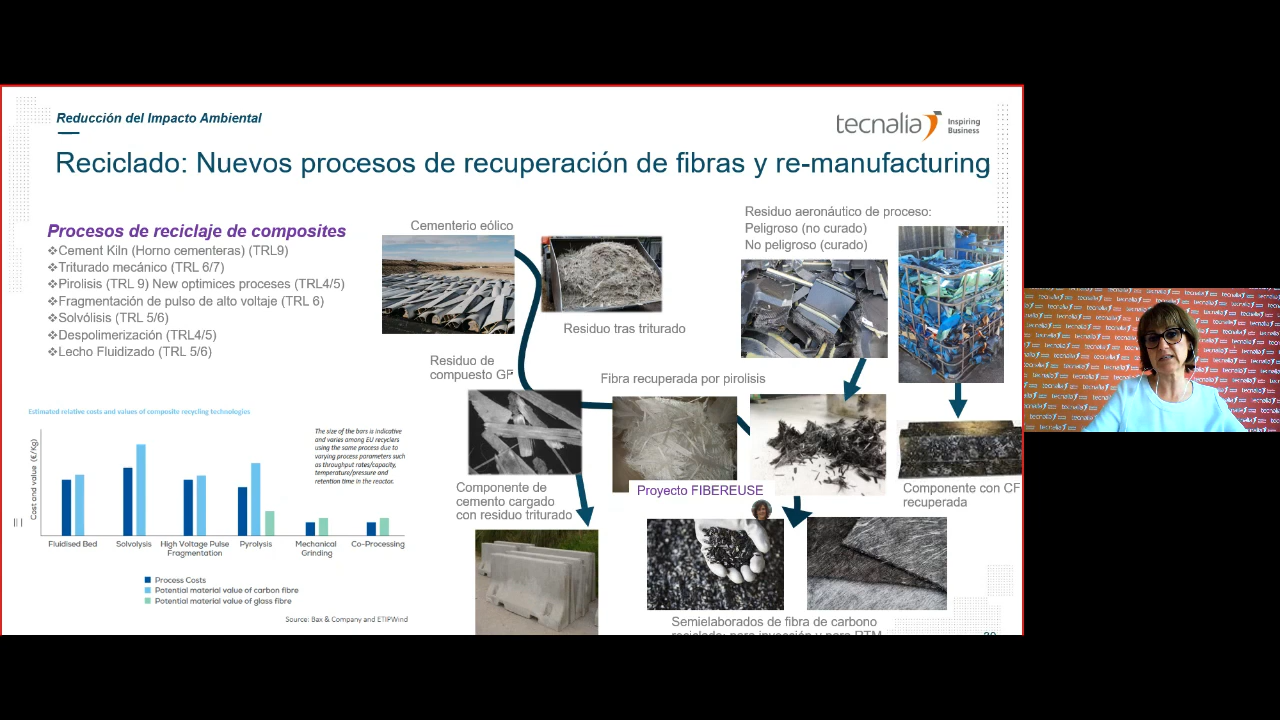 Reducción del Impacto Ambiental
tecnalia Inspiring Business
Reciclado: Nuevos procesos de recuperación de fibras y re-manufacturing
Procesos de reciclaje de composites
❖Cement Kiln (Horno cementeras) (TRL9)
❖Triturado mecánico (TRL 6/7)
❖Pirolisis (TRL 9) New optimices proceses (TRL4/5)
❖Fragmentación de pulso de alto voltaje (TRL 6)
❖Solvólisis (TRL 5/6)
❖Despolimerización (TRL4/5)
❖Lecho Fluidizado (TRL 5/6)
Cementerio eólico
Residuo tras triturado
Residuo aeronáutico de proceso:
Peligroso (no curado)
No peligroso (curado)
Residuo de
compuesto GF
Fibra recuperada por pirolisis
Componente de
cemento cargado
con residuo triturado
Proyecto FIBEREUSE
Componente con CF
recuperada
Semielaborados de fibra de carbono
Estimated relative costs and values of composite recycling technologies
The size of the bars is indicative
and varies among EU recyclers
using the same process due to
varying process parameters such
as throughput rates/capacity,
temperature/pressure and
retention time in the reactor.
Cost and value (€/Kg)
Fluidised Bed
Solvolysis
High Voltage Pulse
Fragmentation
Pyrolysis
Mechanical
Grinding
Co-Processing
Process Costs
Potential material value of carbon fibre
Potential material value of glass fibre
Source: Bax & Company and ETIPWind